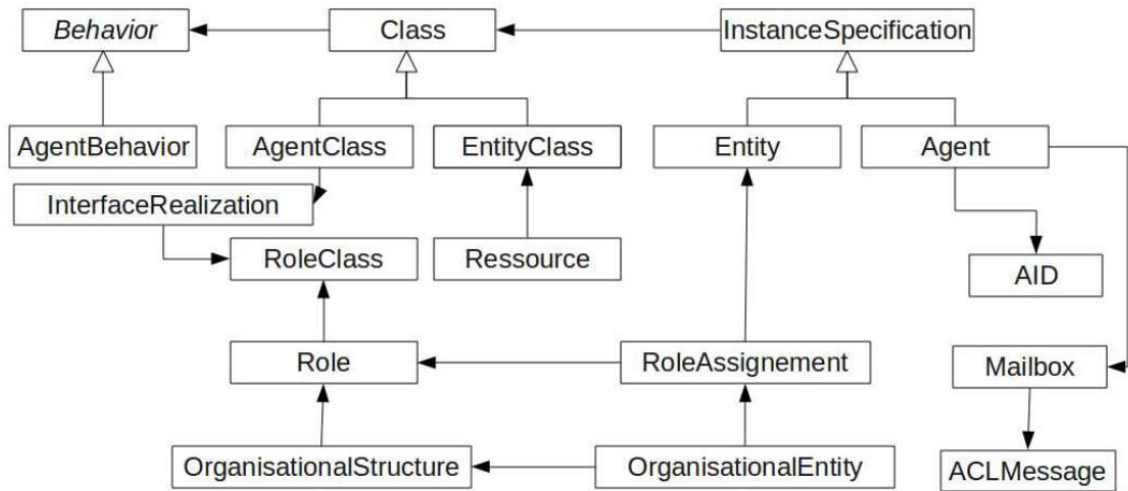 Behavior
Class
InstanceSpecification
AgentBehavior
AgentClass
EntityClass
Entity
Agent
InterfaceRealization
RoleClass
Ressource
AID
Role
RoleAssignement
Mailbox
OrganisationalStructure
OrganisationalEntity
ACLMessage